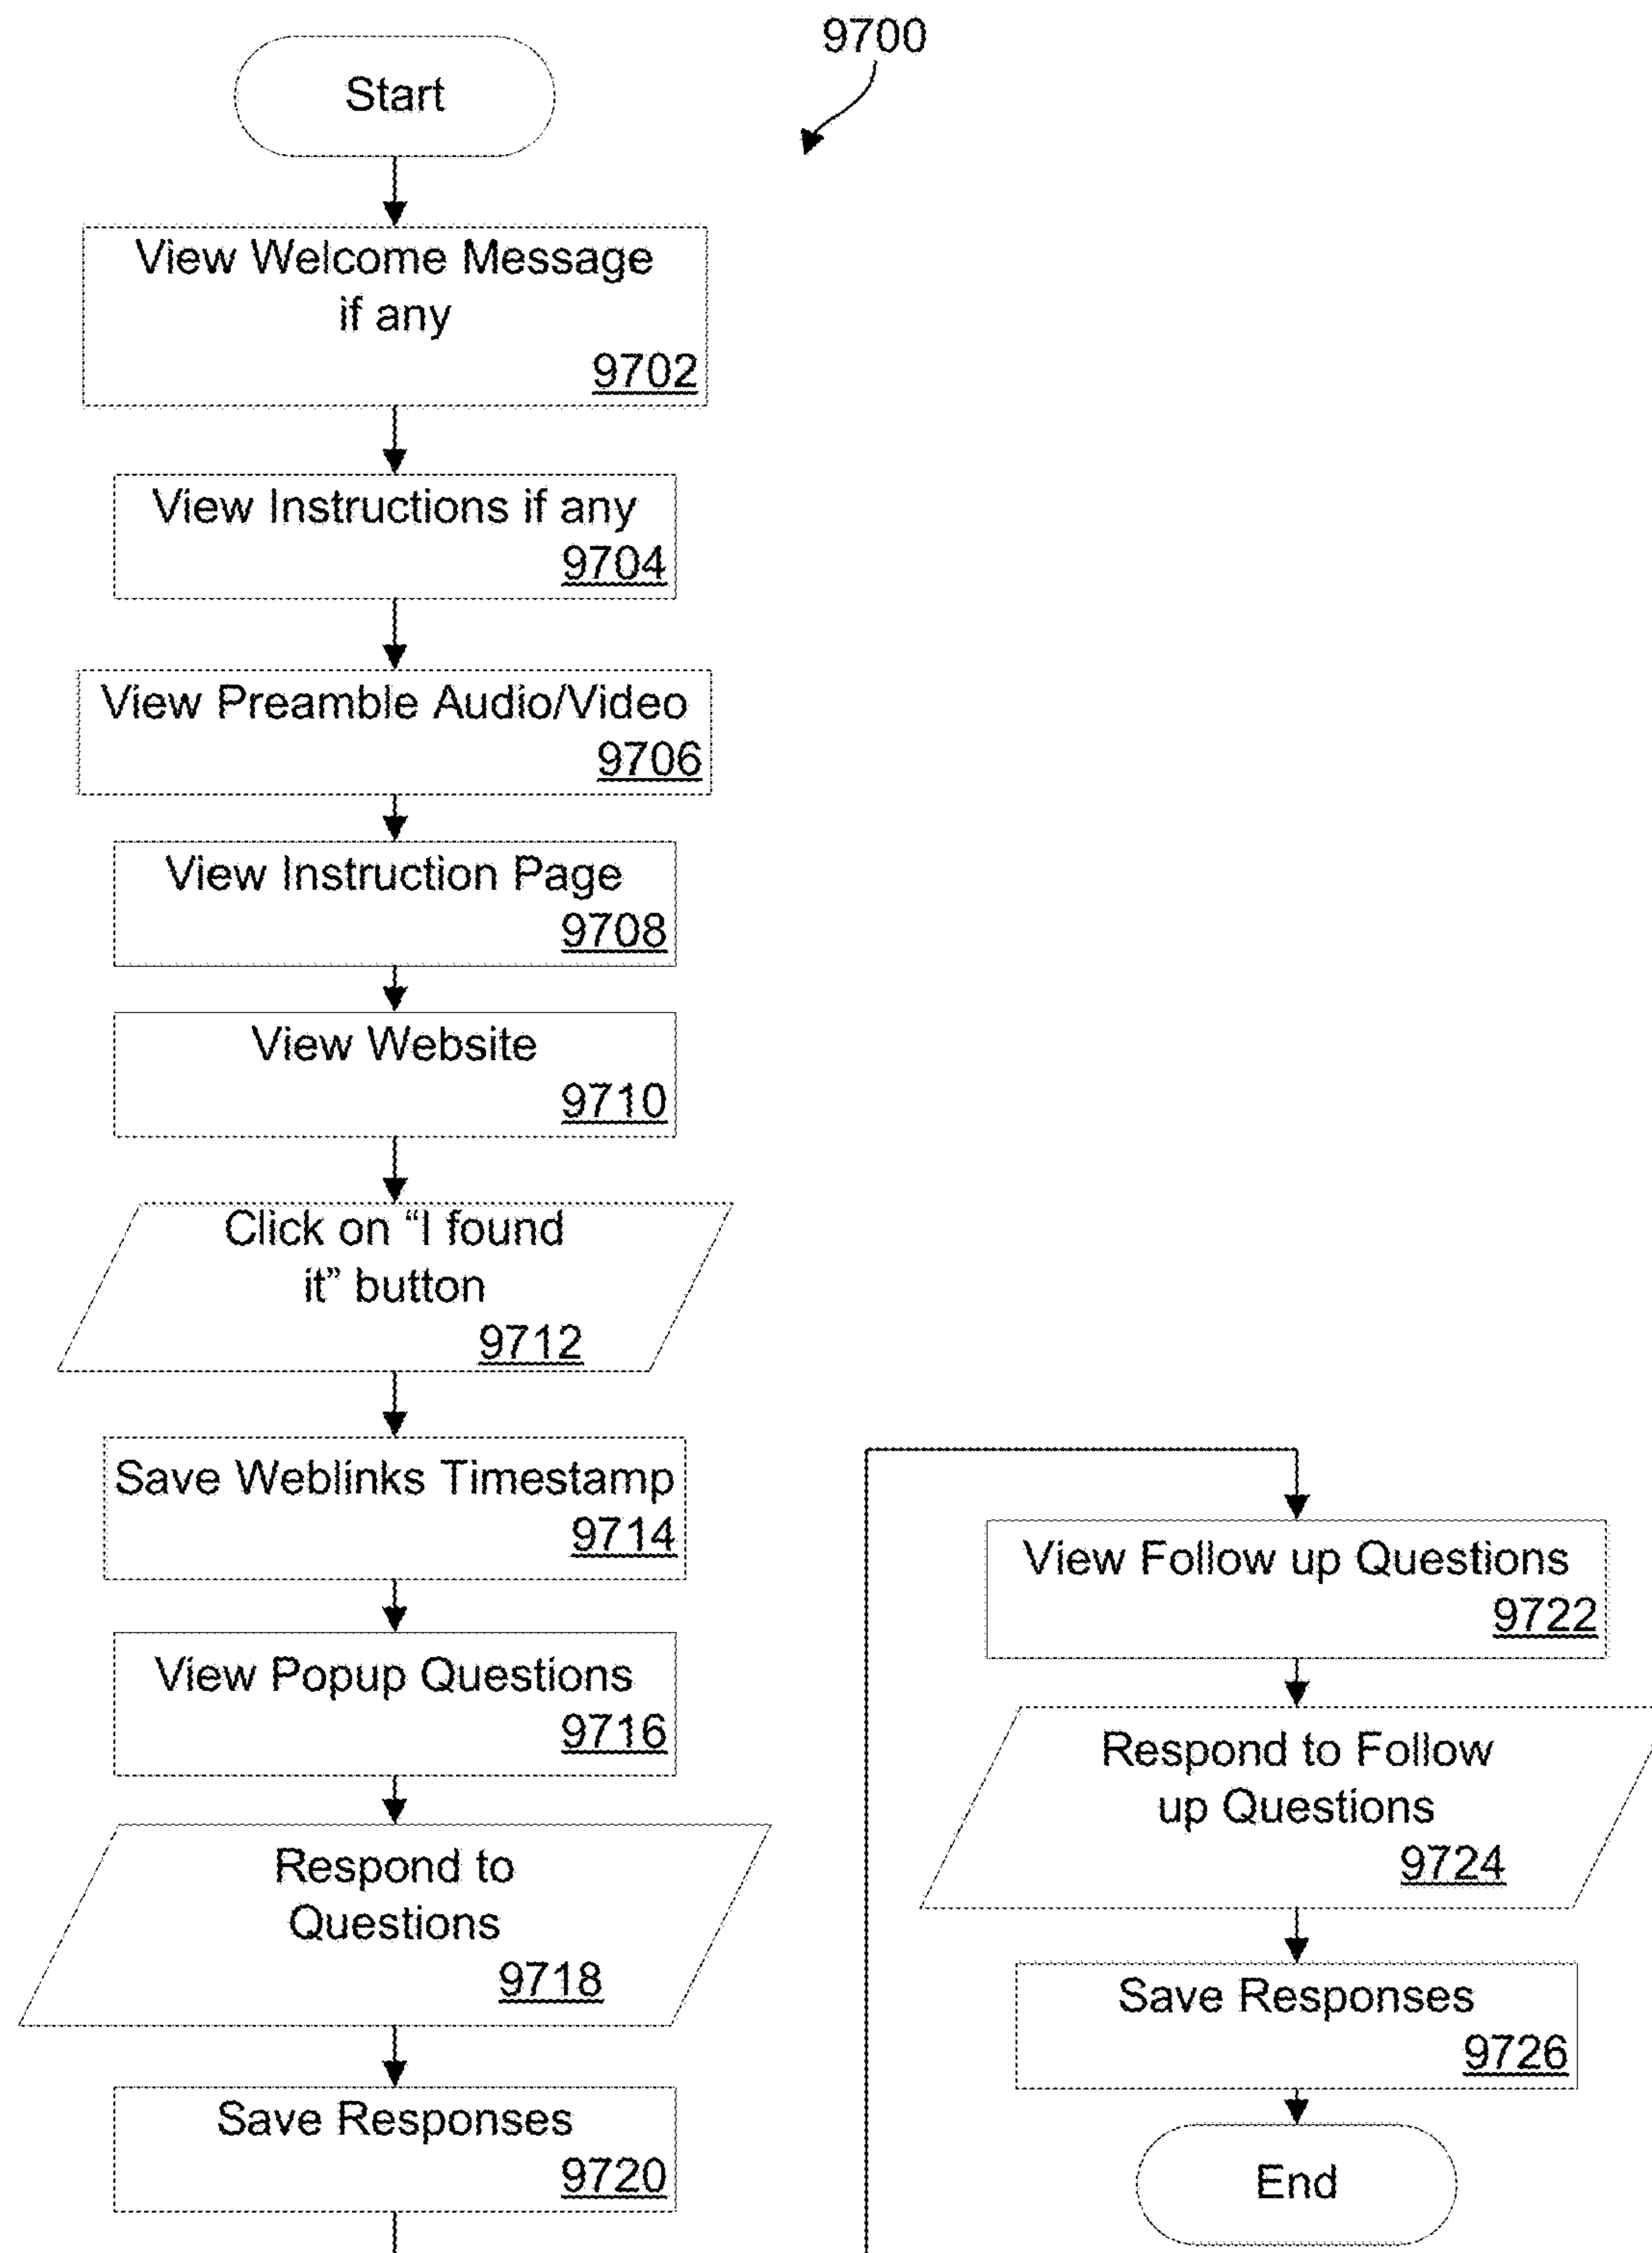 9700
Start
View Welcome Message
if any
9702
View Instructions if any
9704
View Preamble Audio/Video
9706
View Instruction Page
9708
View Website
9710
Click on “I found
it” button
9712
Save Weblinks Timestamp
9714
View Popup Questions
9716
Respond to
Questions
9718
Save Responses
9720
View Follow up Questions
9722
Respond to Follow
up Questions
9724
Save Responses
9726
End